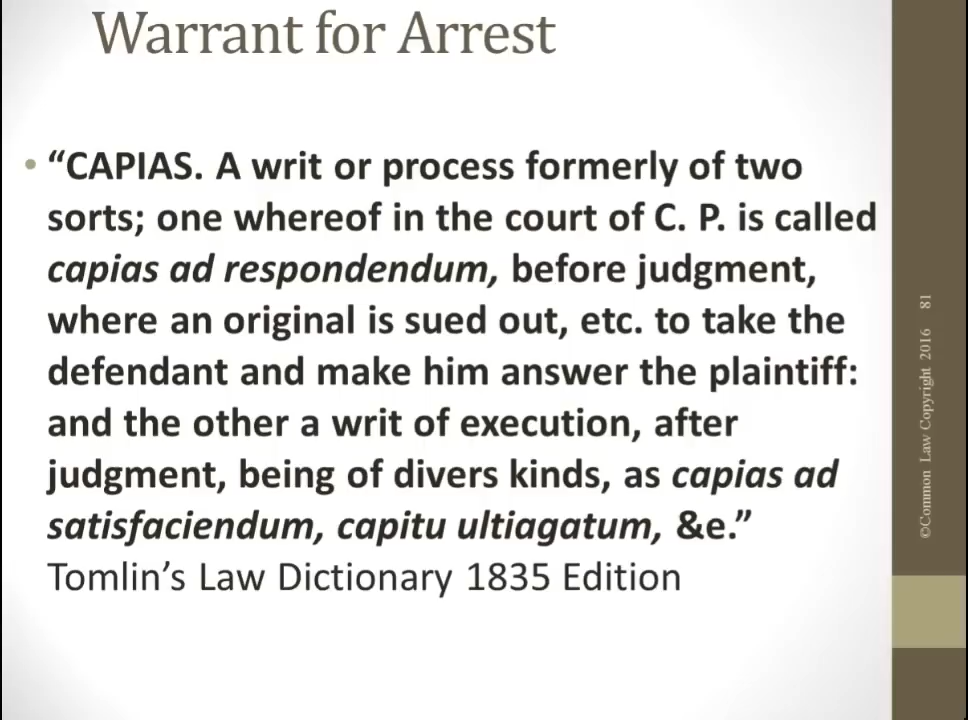 Warrant for Arrest
• “CAPIAS. A writ or process formerly of two
sorts; one whereof in the court of C. P. is called
capias ad respondendum, before judgment,
where an original is sued out, etc. to take the
defendant and make him answer the plaintiff:
and the other a writ of execution, after
judgment, being of divers kinds, as capias ad
satisfaciendum, capitu ultiagatum, &e.”
Tomlin’s Law Dictionary 1835 Edition
©Common Law Copyright 2016 81